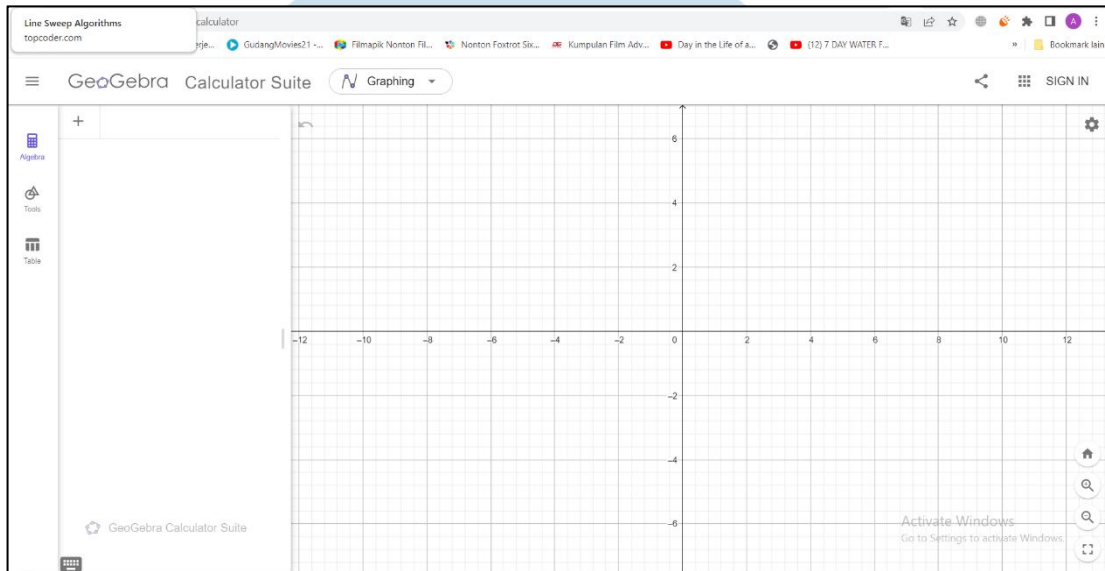 Line Sweep Algorithms
topcoder.com
calculator
A
GudangMovies21 -...
Filmapik Nonton Fil...
Nonton Foxtrot Six...
Kumpulan Film Adv...
Day in the Life of a...
(12) 7 DAY WATER F...
»
Bookmark lain
GeoGebra Calculator Suite
Graphing
SIGN IN
+
Algebra
Tools
Table
6
4
2
−12 −10 −8 −6 −4 −2 0 2 4 6 8 10 12
−2
−4
−6
GeoGebra Calculator Suite
Activate Windows
Go to Settings to activate Windows.